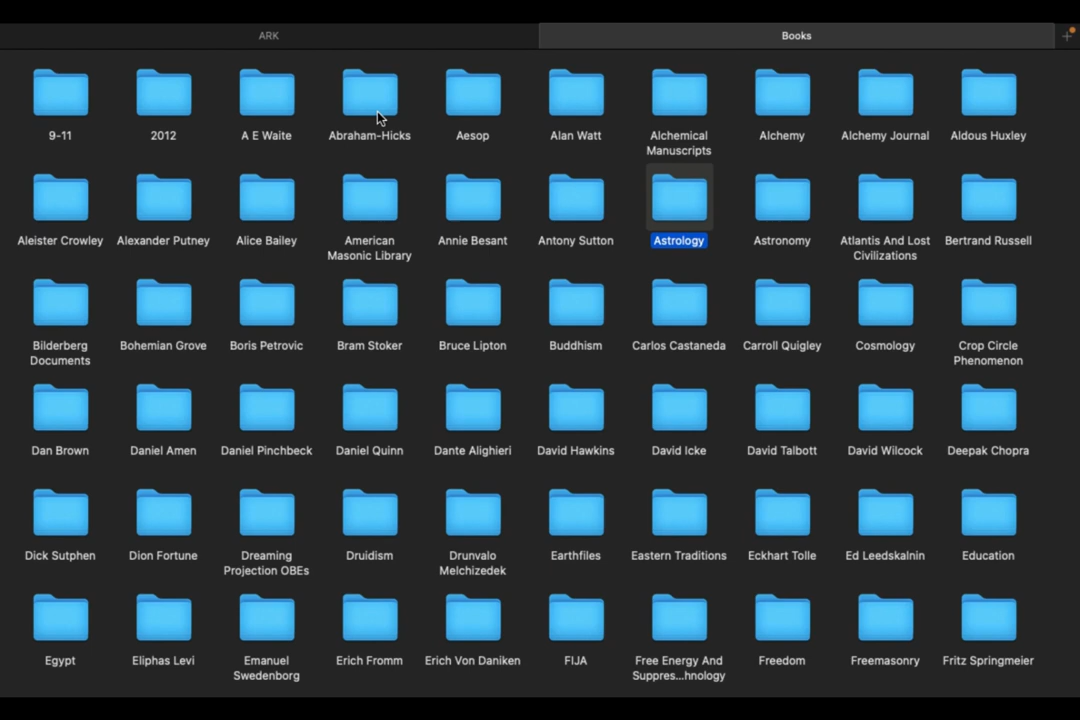 ARK
Books
9-11
2012
A E Waite
Abraham-Hicks
Aesop
Alan Watt
Alchemical
Manuscripts
Alchemy
Alchemy Journal
Aldous Huxley
Aleister Crowley
Alexander Putney
Alice Bailey
American
Masonic Library
Annie Besant
Antony Sutton
Astrology
Astronomy
Atlantis And Lost
Civilizations
Bertrand Russell
Bilderberg
Documents
Bohemian Grove
Boris Petrovic
Bram Stoker
Bruce Lipton
Buddhism
Carlos Castaneda
Carroll Quigley
Cosmology
Crop Circle
Phenomenon
Dan Brown
Daniel Amen
Daniel Pinchbeck
Daniel Quinn
Dante Alighieri
David Hawkins
David Icke
David Talbott
David Wilcock
Deepak Chopra
Dick Sutphen
Dion Fortune
Dreaming
Projection OBEs
Druidism
Drunvalo
Melchizedek
Earthfiles
Eastern Traditions
Eckhart Tolle
Ed Leedskalnin
Education
Egypt
Eliphas Levi
Emanuel
Swedenborg
Erich Fromm
Erich Von Daniken
FIJA
Free Energy And
Suppres...hnology
Freedom
Freemasonry
Fritz Springmeier